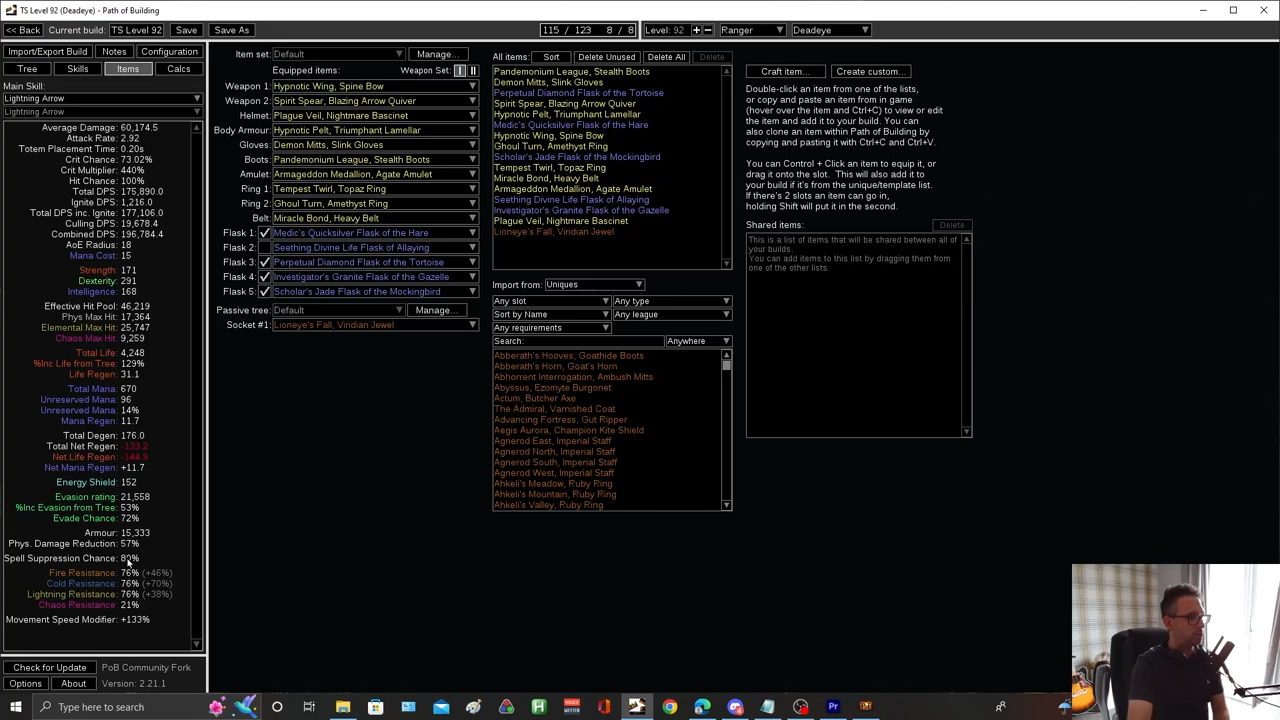 TS Level 92 (Deadeye) - Path of Building
<< Back
Current build:
TS Level 92
Save
Save As
115 / 123 8 / 8
Level: 92 + -
Ranger
Deadeye
Import/Export Build
Notes
Configuration
Tree
Skills
Items
Calcs
Main Skill:
Lightning Arrow
Lightning Arrow
Average Damage: 60,174.5
Attack Rate: 2.92
Totem Placement Time: 0.20s
Crit Chance: 73.02%
Crit Multiplier: 440%
Hit Chance: 100%
Total DPS: 175,890.0
Ignite DPS: 1,216.0
Total DPS inc. Ignite: 177,106.0
Culling DPS: 19,678.4
Combined DPS: 196,784.4
AoE Radius: 18
Mana Cost: 15
Strength: 171
Dexterity: 291
Intelligence: 168
Effective Hit Pool: 46,219
Phys Max Hit: 17,364
Elemental Max Hit: 25,747
Chaos Max Hit: 9,259
Total Life: 4,248
%Inc Life from Tree: 129%
Life Regen: 31.1
Total Mana: 670
Unreserved Mana: 96
Unreserved Mana: 14%
Mana Regen: 11.7
Total Degen: 176.0
Total Net Regen: -133.2
Net Life Regen: -144.9
Net Mana Regen: +11.7
Energy Shield: 152
Evasion rating: 21,558
%Inc Evasion from Tree: 53%
Evade Chance: 72%
Armour: 15,333
Phys. Damage Reduction: 57%
Spell Suppression Chance: 80%
Fire Resistance: 76% (+46%)
Cold Resistance: 76% (+70%)
Lightning Resistance: 76% (+38%)
Chaos Resistance: 21%
Movement Speed Modifier: +133%
Check for Update
PoB Community Fork
Options
About
Version: 2.21.1
Item set: Default
Manage...
Equipped items:
Weapon Set: I II
Weapon 1: Hypnotic Wing, Spine Bow
Weapon 2: Spirit Spear, Blazing Arrow Quiver
Helmet: Plague Veil, Nightmare Bascinet
Body Armour: Hypnotic Pelt, Triumphant Lamellar
Gloves: Demon Mitts, Slink Gloves
Boots: Pandemonium League, Stealth Boots
Amulet: Armageddon Medallion, Agate Amulet
Ring 1: Tempest Twirl, Topaz Ring
Ring 2: Ghoul Turn, Amethyst Ring
Belt: Miracle Bond, Heavy Belt
Flask 1: Medic's Quicksilver Flask of the Hare
Flask 2: Seething Divine Life Flask of Allaying
Flask 3: Perpetual Diamond Flask of the Tortoise
Flask 4: Investigator's Granite Flask of the Gazelle
Flask 5: Scholar's Jade Flask of the Mockingbird
Passive tree: Default
Manage...
Socket #1: Lioneye's Fall, Viridian Jewel
All items:
Sort
Delete Unused
Delete All
Delete
Pandemonium League, Stealth Boots
Demon Mitts, Slink Gloves
Perpetual Diamond Flask of the Tortoise
Spirit Spear, Blazing Arrow Quiver
Hypnotic Pelt, Triumphant Lamellar
Medic's Quicksilver Flask of the Hare
Hypnotic Wing, Spine Bow
Ghoul Turn, Amethyst Ring
Scholar's Jade Flask of the Mockingbird
Tempest Twirl, Topaz Ring
Miracle Bond, Heavy Belt
Armageddon Medallion, Agate Amulet
Seething Divine Life Flask of Allaying
Investigator's Granite Flask of the Gazelle
Plague Veil, Nightmare Bascinet
Lioneye's Fall, Viridian Jewel
Import from: Uniques
Any slot
Any type
Sort by Name
Any league
Any requirements
Search:
Anywhere
Abberath's Hooves, Goathide Boots
Abberath's Horn, Goat's Horn
Abhorrent Interrogation, Ambush Mitts
Abyssus, Ezomyte Burgonet
Actum, Butcher Axe
The Admiral, Varnished Coat
Advancing Fortress, Gut Ripper
Aegis Aurora, Champion Kite Shield
Agnerod East, Imperial Staff
Agnerod North, Imperial Staff
Agnerod South, Imperial Staff
Agnerod West, Imperial Staff
Ahkeli's Meadow, Ruby Ring
Ahkeli's Mountain, Ruby Ring
Ahkeli's Valley, Ruby Ring
Craft item...
Create custom...
Double-click an item from one of the lists,
or copy and paste an item from in game
(hover over the item and Ctrl+C) to view or edit
the item and add it to your build. You can
also clone an item within Path of Building by
copying and pasting it with Ctrl+C and Ctrl+V.
You can Control + Click an item to equip it, or
drag it onto the slot. This will also add it to
your build if it's from the unique/template list.
If there's 2 slots an item can go in,
holding Shift will put it in the second.
Shared items:
Delete
This is a list of items that will be shared between all of
your builds.
You can add items to this list by dragging them from
one of the other lists.
Type here to search